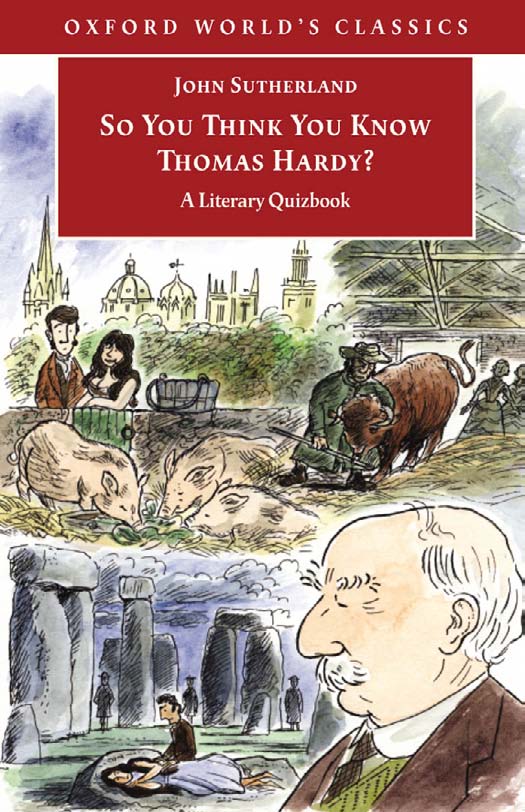 OXFORD WORLD'S CLASSICS
JOHN SUTHERLAND
SO YOU THINK YOU KNOW
THOMAS HARDY?
A Literary Quizbook